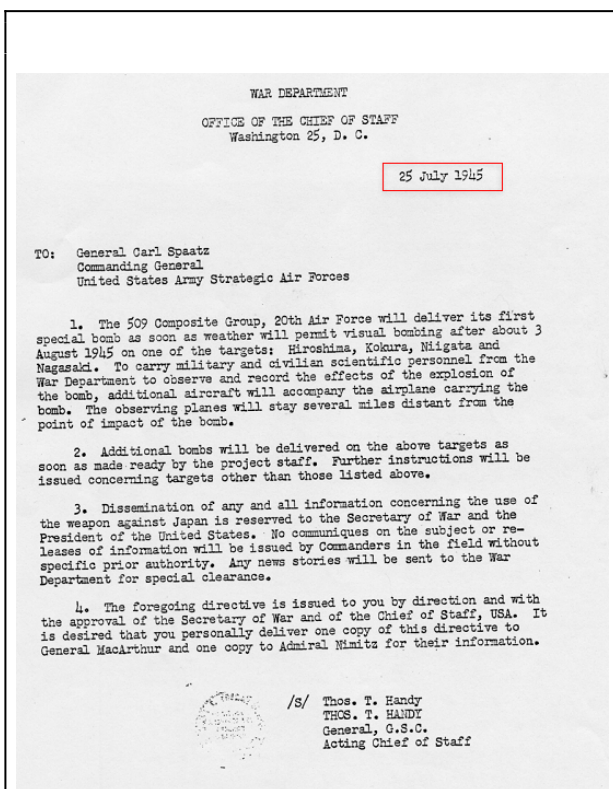 WAR DEPARTMENT
OFFICE OF THE CHIEF OF STAFF
Washington 25, D. C.
25 July 1945
TO: General Carl Spaatz
Commanding General
United States Army Strategic Air Forces
1. The 509 Composite Group, 20th Air Force will deliver its first
special bomb as soon as weather will permit visual bombing after about 3
August 1945 on one of the targets: Hiroshima, Kokura, Niigata and
Nagasaki. To carry military and civilian scientific personnel from the
War Department to observe and record the effects of the explosion of
the bomb, additional aircraft will accompany the airplane carrying the
bomb. The observing planes will stay several miles distant from the
point of impact of the bomb.
2. Additional bombs will be delivered on the above targets as
soon as made ready by the project staff. Further instructions will be
issued concerning targets other than those listed above.
3. Dissemination of any and all information concerning the use of
the weapon against Japan is reserved to the Secretary of War and the
President of the United States. No communiques on the subject or re-
leases of information will be issued by Commanders in the field without
specific prior authority. Any news stories will be sent to the War
Department for special clearance.
4. The foregoing directive is issued to you by direction and with
the approval of the Secretary of War and of the Chief of Staff, USA. It
is desired that you personally deliver one copy of this directive to
General MacArthur and one copy to Admiral Nimitz for their information.
/S/ Thos. T. Handy
THOS. T. HANDY
General, G.S.C.
Acting Chief of Staff